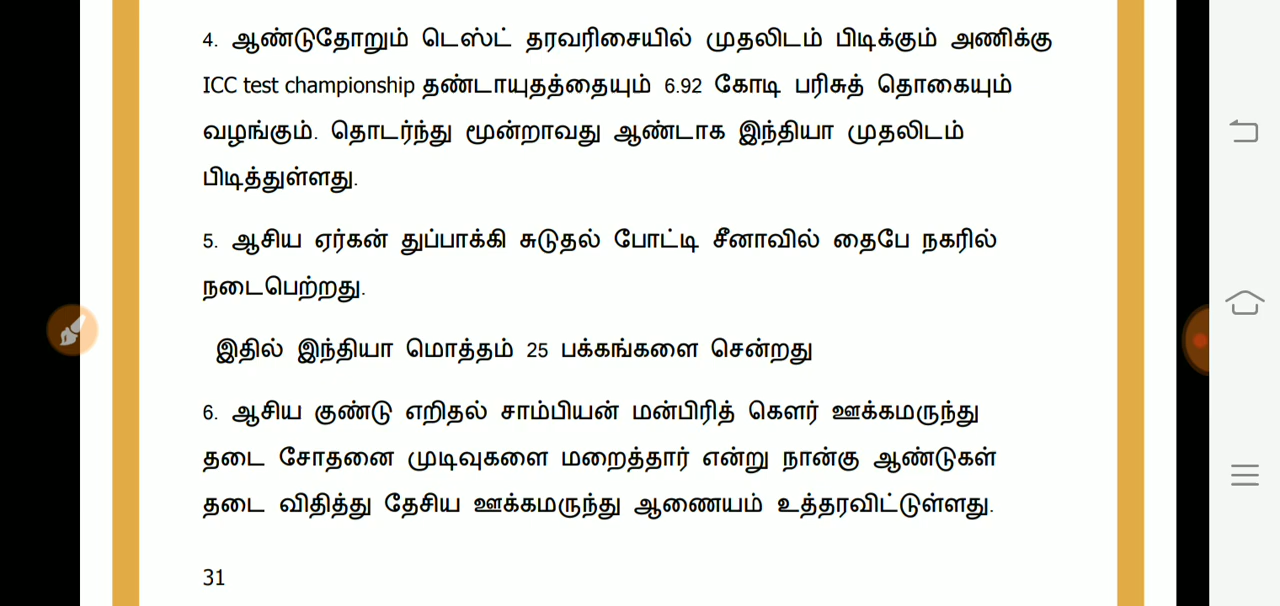 4. ஆண்டுதோறும் டெஸ்ட் தரவரிசையில் முதலிடம் பிடிக்கும் அணிக்கு
ICC test championship தண்டாயுதத்தையும் 6.92 கோடி பரிசுத் தொகையும்
வழங்கும். தொடர்ந்து மூன்றாவது ஆண்டாக இந்தியா முதலிடம்
பிடித்துள்ளது.
5. ஆசிய ஏர்கன் துப்பாக்கி சுடுதல் போட்டி சீனாவில் தைபே நகரில்
நடைபெற்றது.
இதில் இந்தியா மொத்தம் 25 பக்கங்களை சென்றது
6. ஆசிய குண்டு எறிதல் சாம்பியன் மன்பிரித் கௌர் ஊக்கமருந்து
தடை சோதனை முடிவுகளை மறைத்தார் என்று நான்கு ஆண்டுகள்
தடை விதித்து தேசிய ஊக்கமருந்து ஆணையம் உத்தரவிட்டுள்ளது.
31